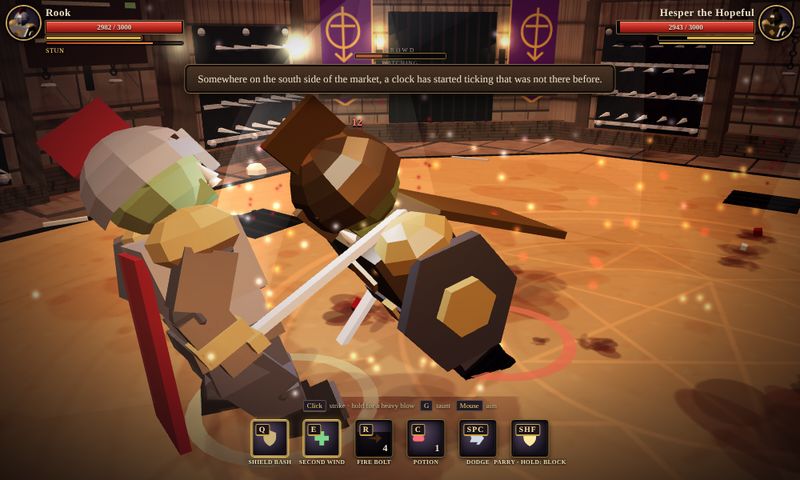 Rook
2982 / 3000
STUN
Hesper the Hopeful
2943 / 3000
WATCHING
Somewhere on the south side of the market, a clock has started ticking that was not there before.
12
Click strike · hold for a heavy blow G taunt Mouse aim
Q E R C SPC SHF
4 1
SHIELD BASH SECOND WIND FIRE BOLT POTION DODGE PARRY · HOLD: BLOCK